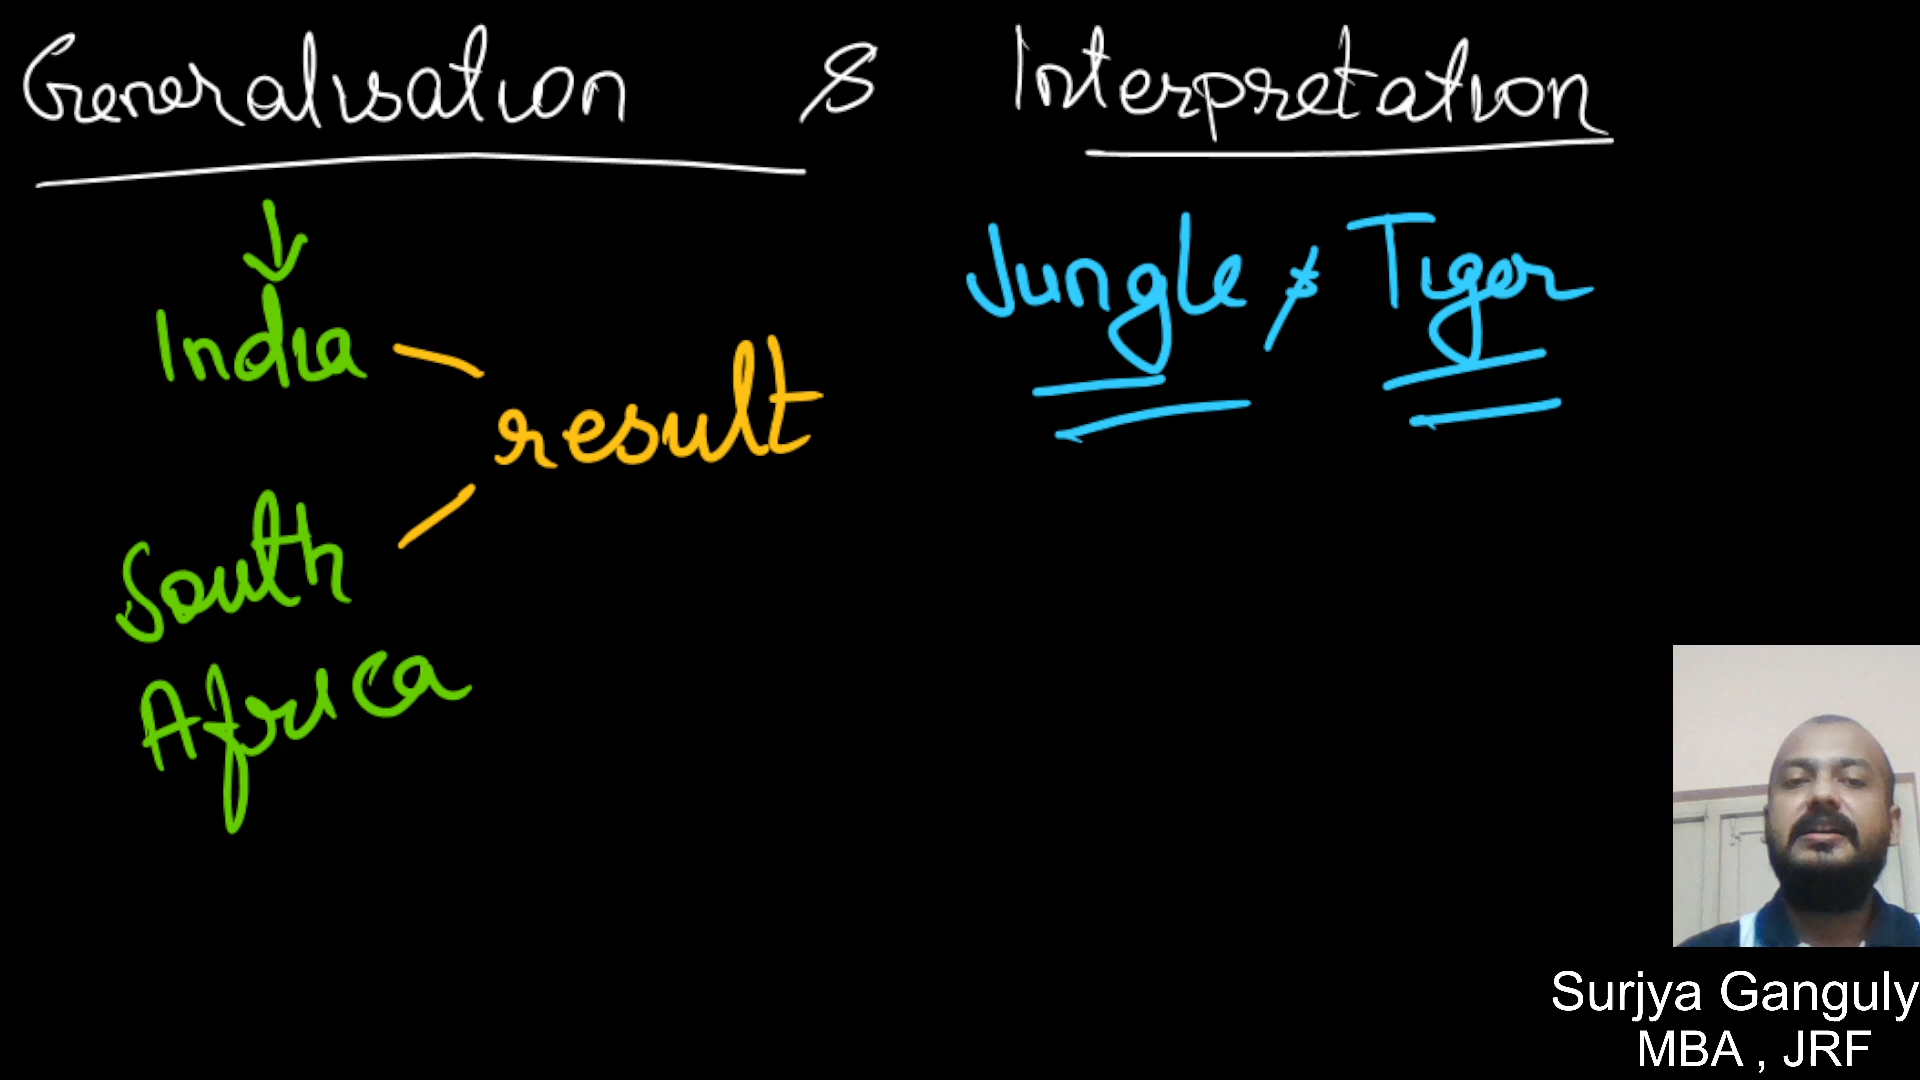 Generalisation & Interpretation
Jungle & Tiger
India
result
South
Africa
Surjya Ganguly
MBA , JRF